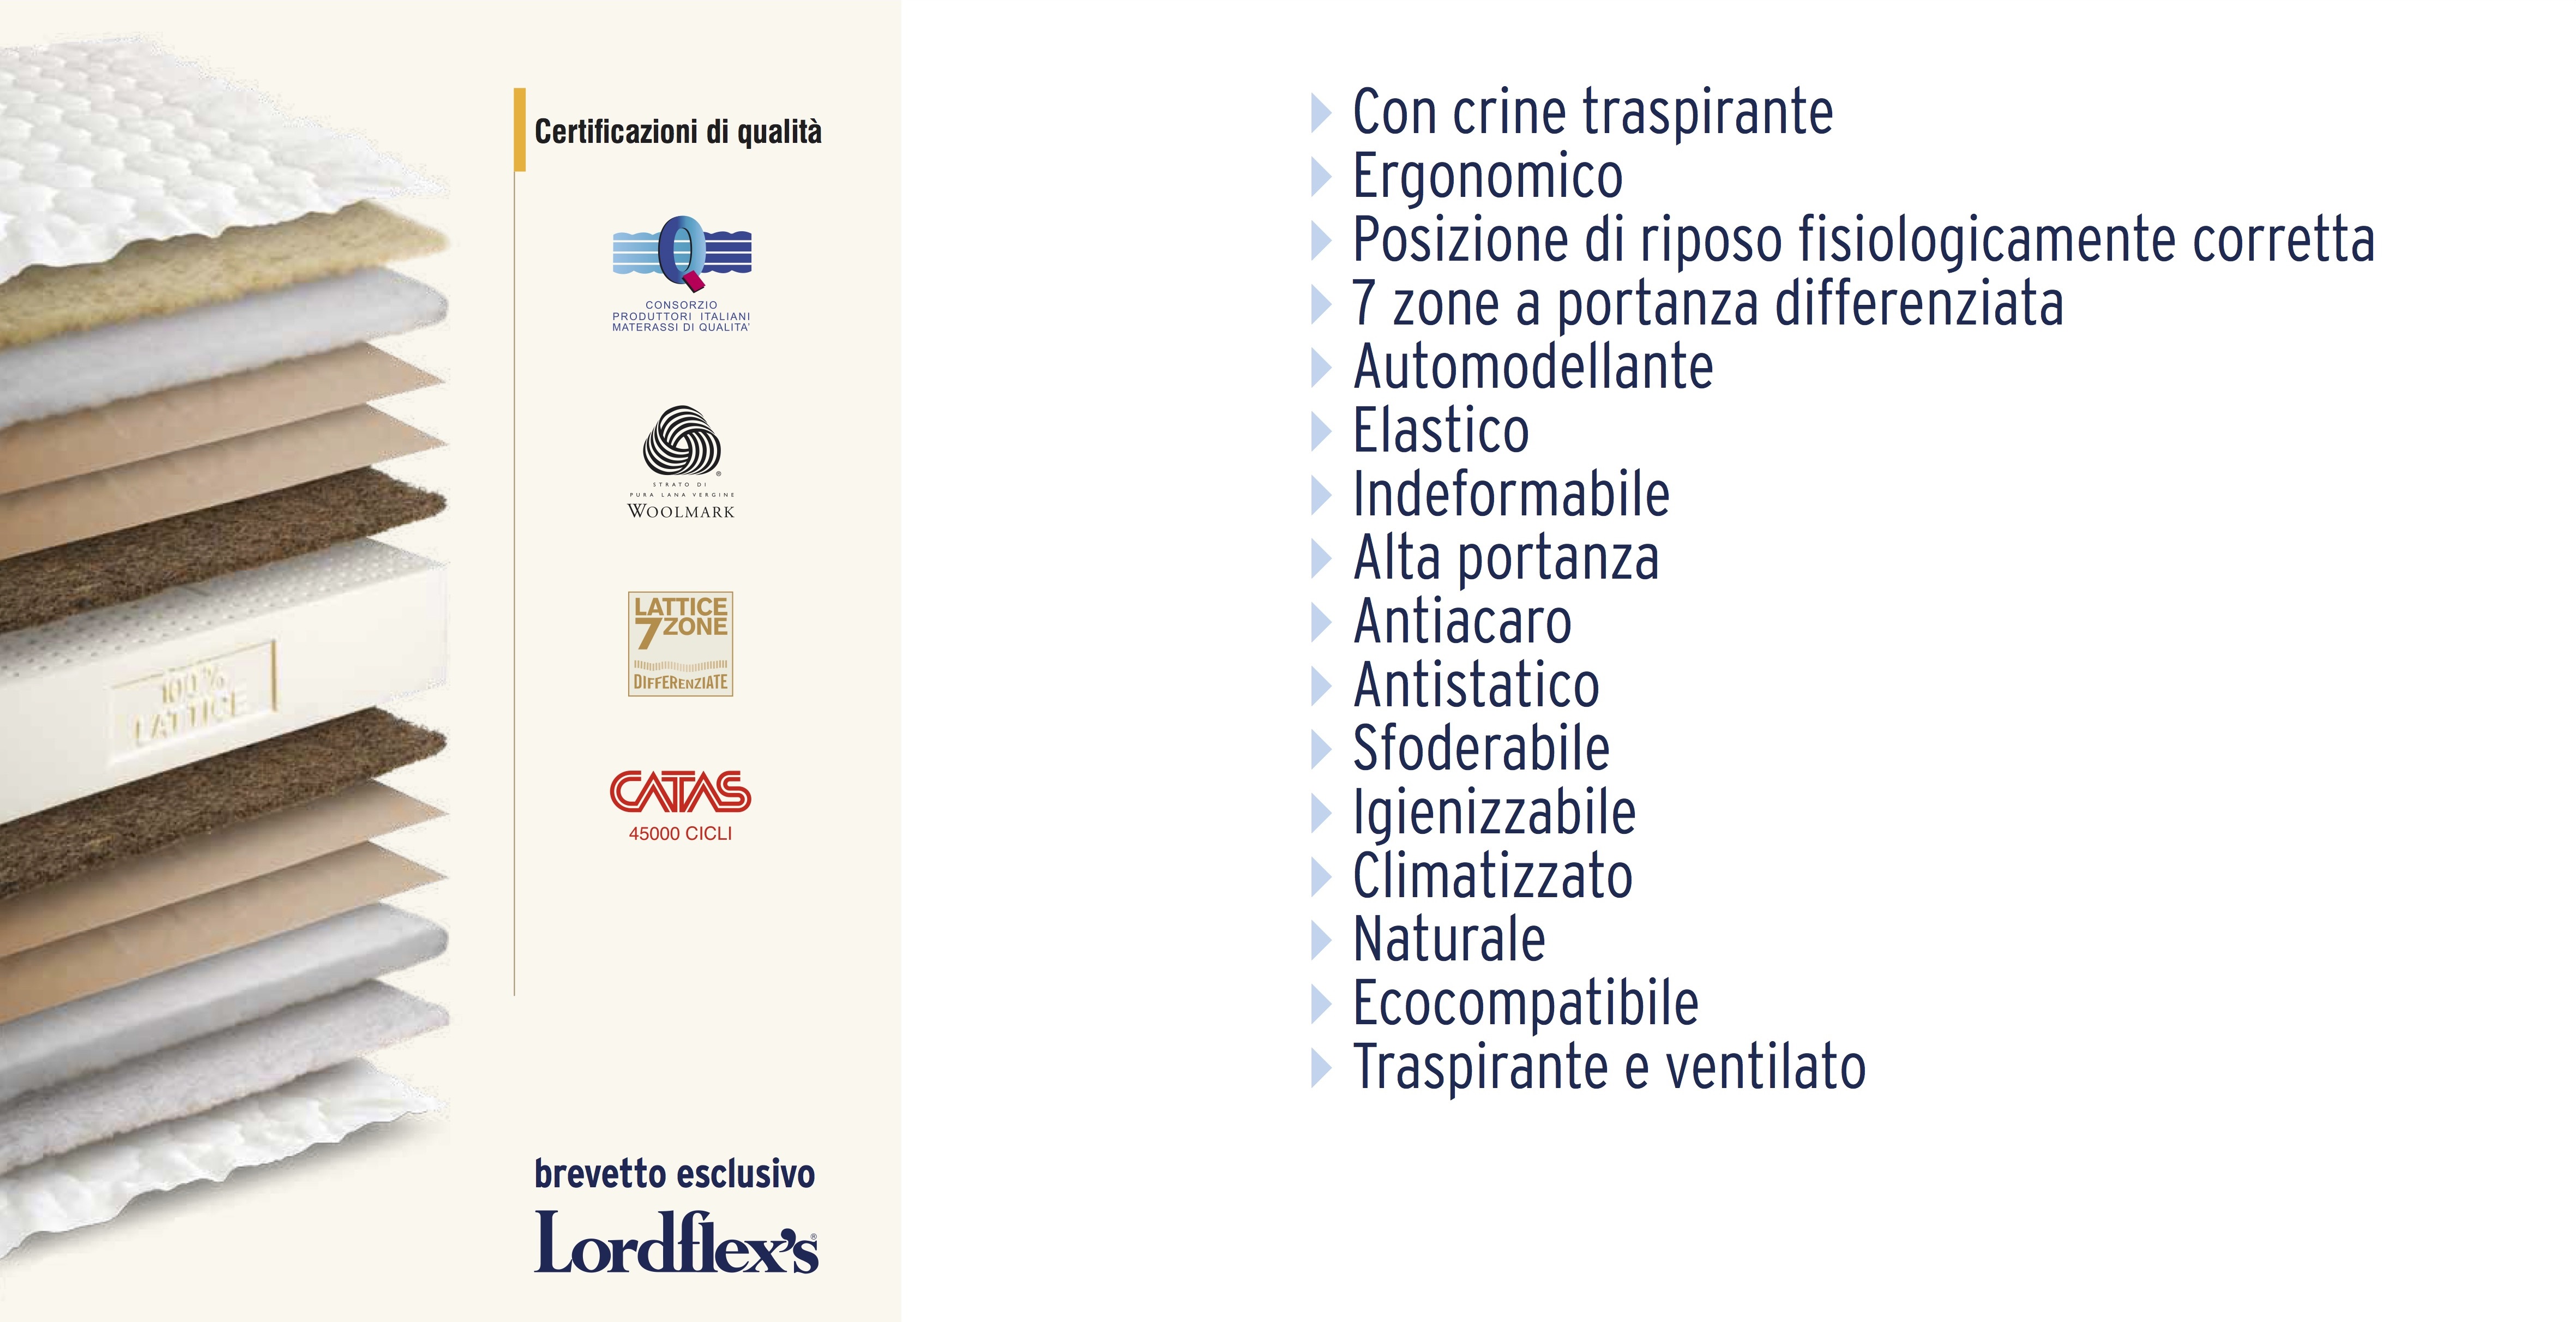 Certificazioni di qualità
CONSORZIO
PRODUTTORI ITALIANI
MATERASSI DI QUALITA'
STRATO DI
PURA LANA VERGINE
WOOLMARK
LATTICE
7 ZONE
DIFFERENZIATE
CATAS
45000 CICLI
100%
LATTICE
brevetto esclusivo
Lordflex's®
Con crine traspirante
Ergonomico
Posizione di riposo fisiologicamente corretta
7 zone a portanza differenziata
Automodellante
Elastico
Indeformabile
Alta portanza
Antiacaro
Antistatico
Sfoderabile
Igienizzabile
Climatizzato
Naturale
Ecocompatibile
Traspirante e ventilato